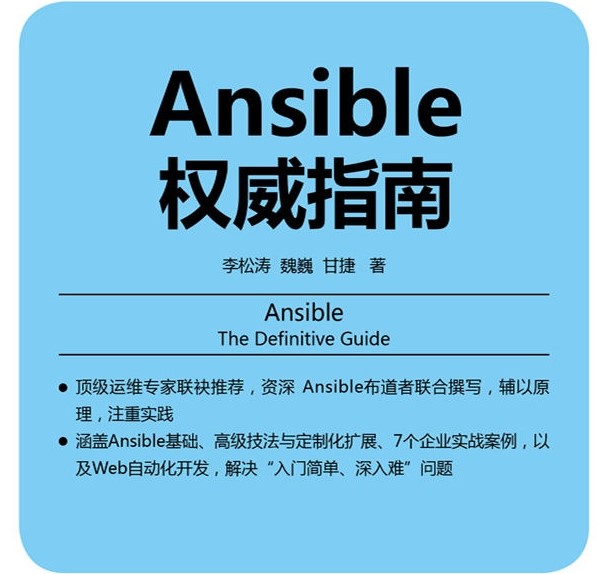 Ansible
权威指南
李松涛 魏巍 甘捷 著
Ansible
The Definitive Guide
● 顶级运维专家联袂推荐，资深 Ansible布道者联合撰写，辅以原
理，注重实践
● 涵盖Ansible基础、高级技法与定制化扩展、7个企业实战案例，以
及Web自动化开发，解决“入门简单、深入难”问题